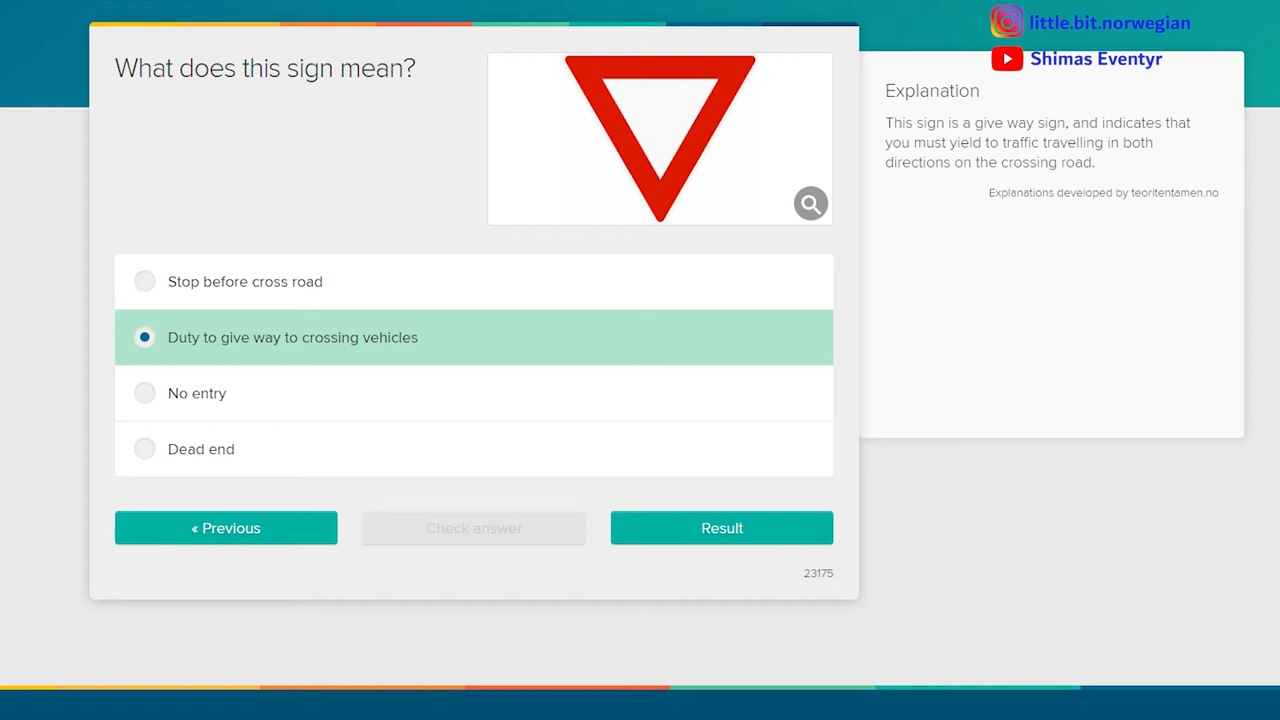 little.bit.norwegian
Shimas Eventyr
What does this sign mean?
Explanation
This sign is a give way sign, and indicates that
you must yield to traffic travelling in both
directions on the crossing road.
Explanations developed by teoritentamen.no
Stop before cross road
Duty to give way to crossing vehicles
No entry
Dead end
« Previous
Check answer
Result
23175